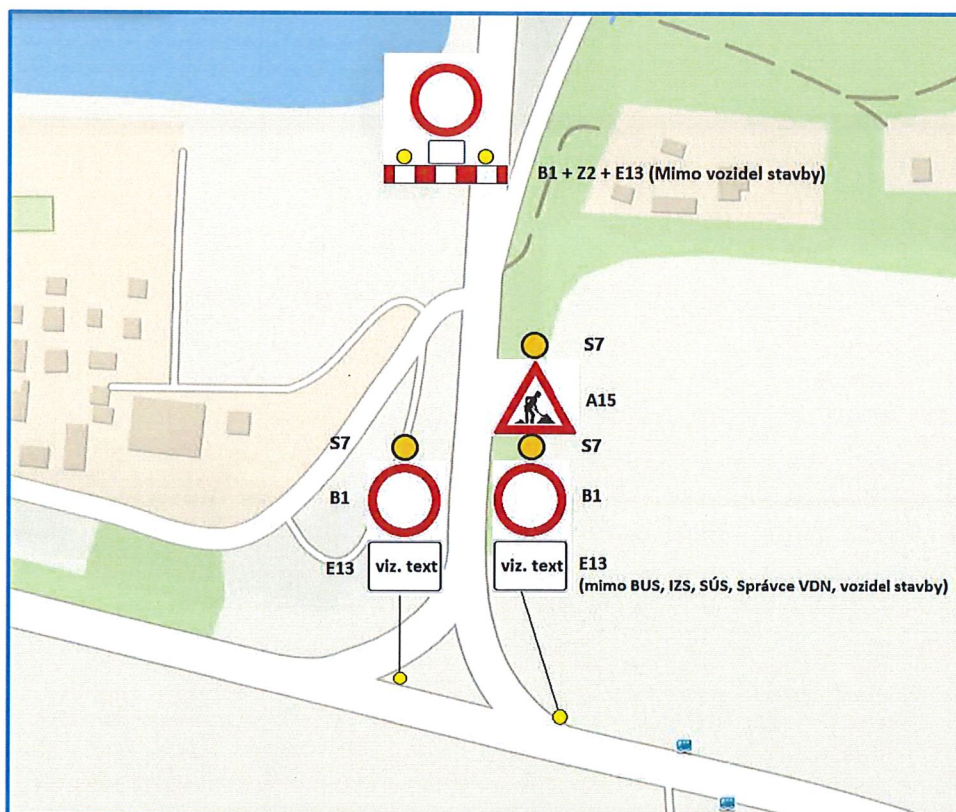 B1 + Z2 + E13 (Mimo vozidel stavby)
S7
A15
S7
S7
B1
B1
E13
viz. text
viz. text
E13
(mimo BUS, IZS, SÚS, Správce VDN, vozidel stavby)